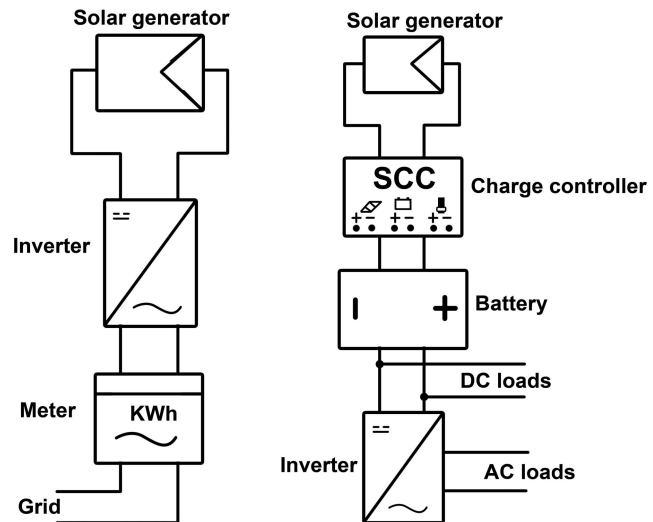 Solar generator
Inverter
Meter
KWh
Grid
Solar generator
SCC
+ - + - + -
Charge controller
- +
Battery
DC loads
Inverter
AC loads